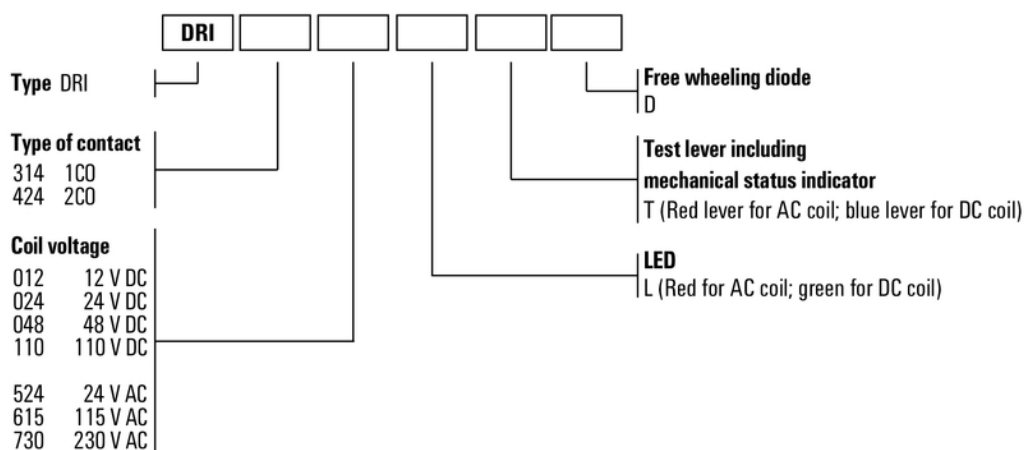 DRI
Type DRI
Type of contact
314 1CO
424 2CO
Coil voltage
012 12 V DC
024 24 V DC
048 48 V DC
110 110 V DC
524 24 V AC
615 115 V AC
730 230 V AC
Free wheeling diode
D
Test lever including
mechanical status indicator
T (Red lever for AC coil; blue lever for DC coil)
LED
L (Red for AC coil; green for DC coil)